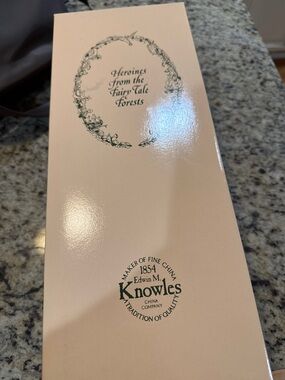 Heroines
from the
Fairy Tale
Forests
MAKER OF FINE CHINA
1854
Edwin M.
Knowles
CHINA
COMPANY
TRADITION OF QUALITY